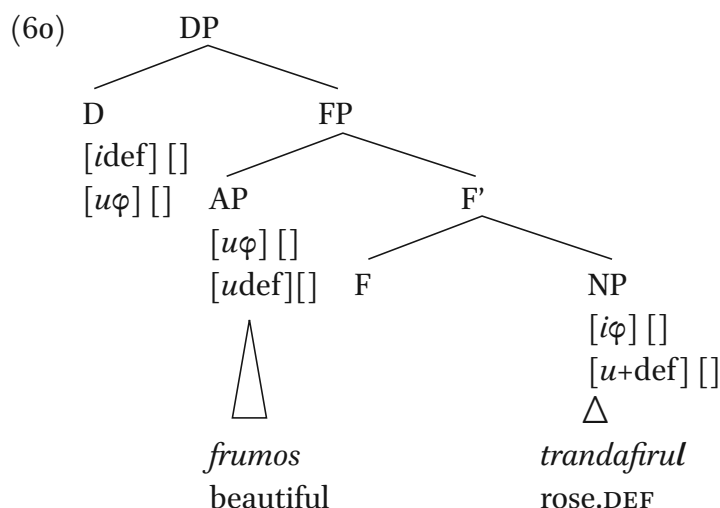 (60) DP
D FP
[idef] []
[uφ] [] AP F'
[uφ] []
[udef][] F NP
[iφ] []
[u+def] []
frumos trandafirul
beautiful rose.DEF